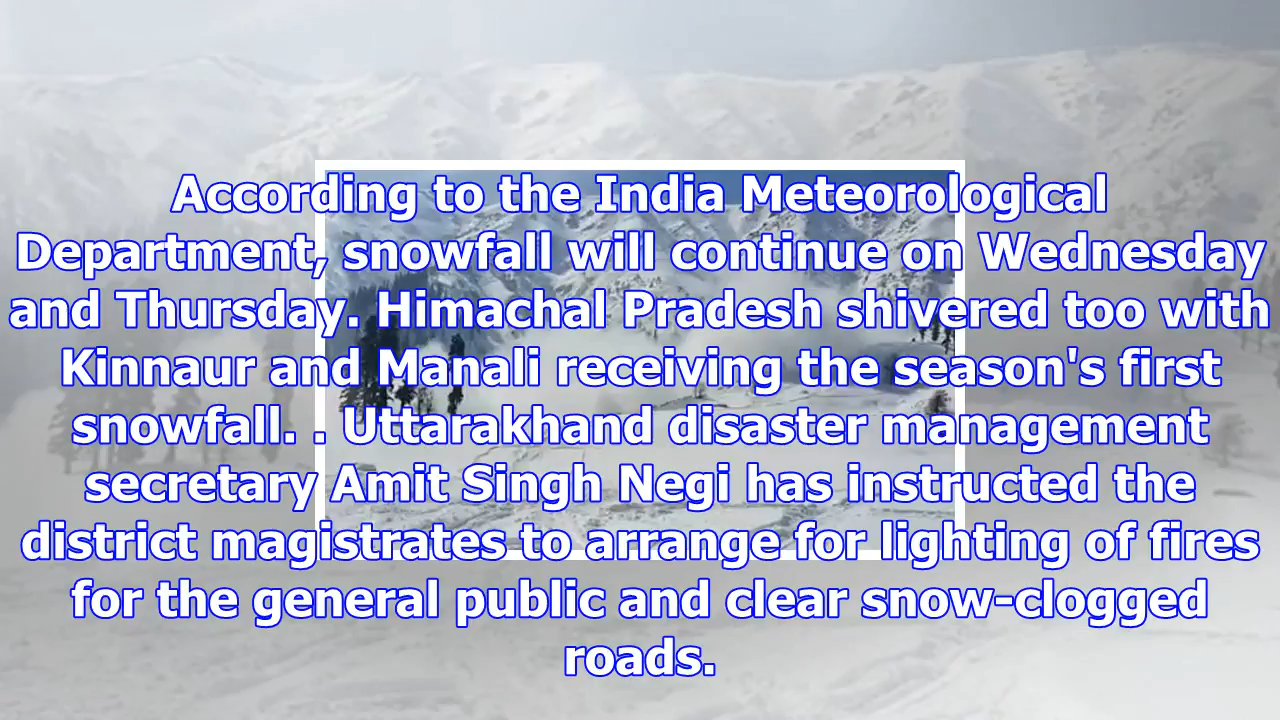 According to the India Meteorological
Department, snowfall will continue on Wednesday
and Thursday. Himachal Pradesh shivered too with
Kinnaur and Manali receiving the season's first
snowfall. . Uttarakhand disaster management
secretary Amit Singh Negi has instructed the
district magistrates to arrange for lighting of fires
for the general public and clear snow-clogged
roads.